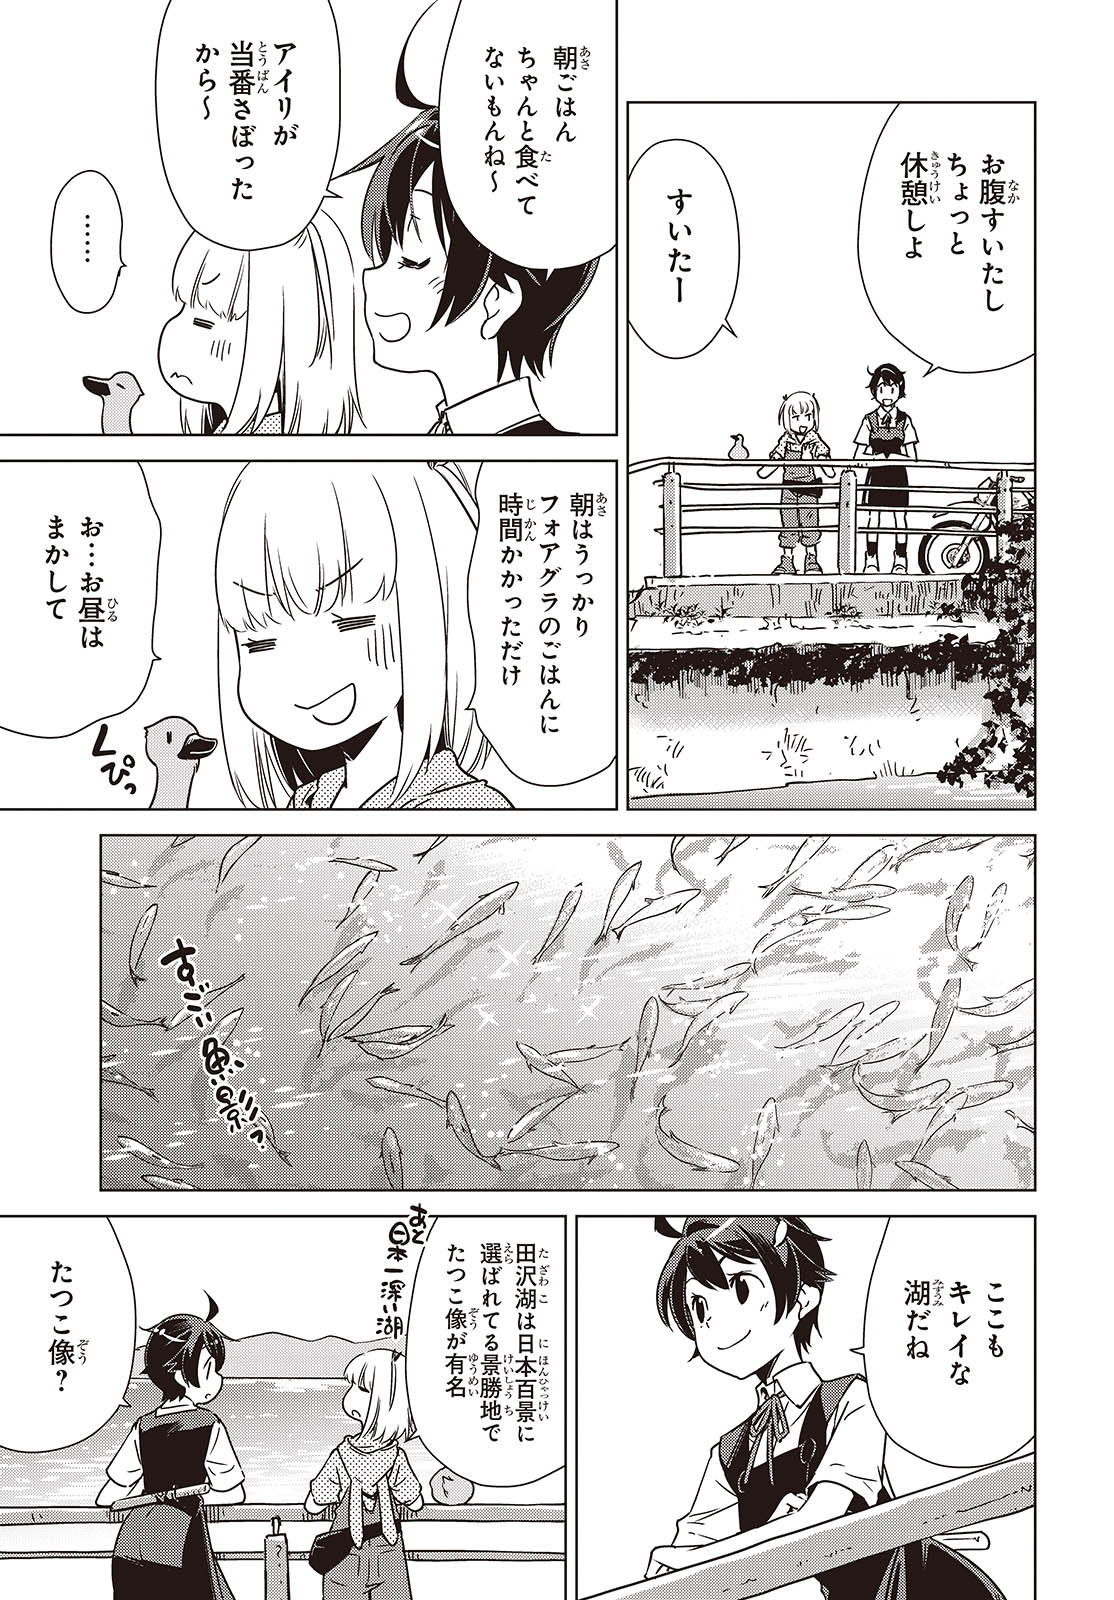 お腹すいたし
ちょっと
休憩しよ
すいたー
朝ごはん
ちゃんと食べて
ないもんね〜
アイリが
当番さぼった
から〜
……
朝はうっかり
フォアグラのごはんに
時間かかっただけ
お…お昼は
まかして
くぴっ
すごい魚影っ
ここも
キレイな
湖だね
田沢湖は日本百景に
選ばれてる景勝地で
たつこ像が有名
あと
日本一深い湖
たつこ像？